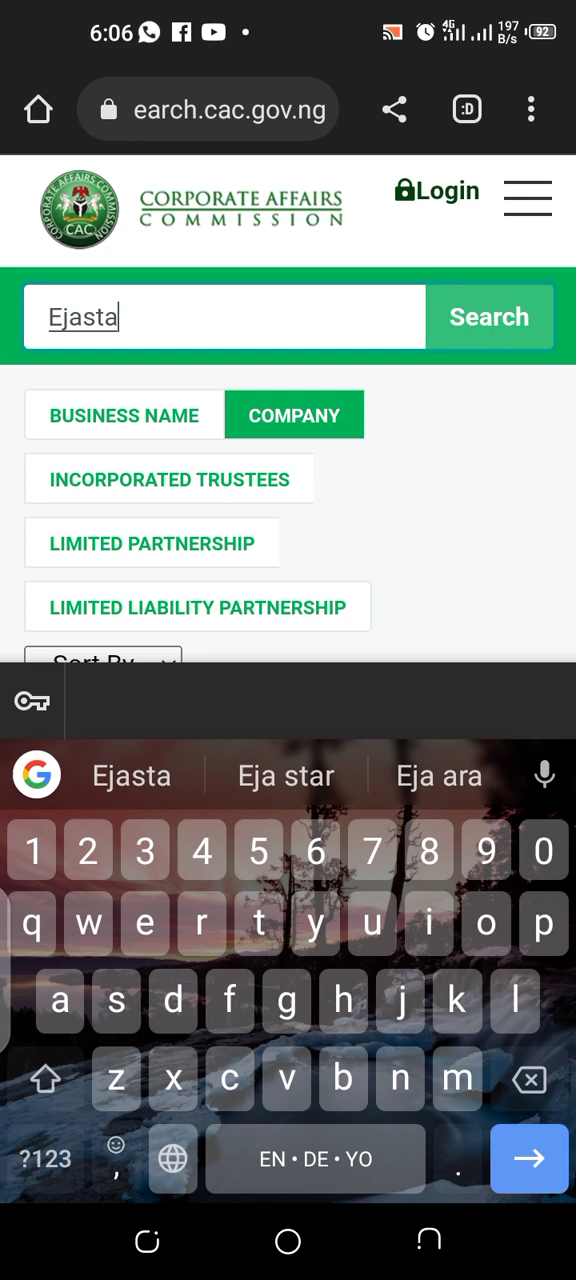 6:06 4G 197 B/s 92
earch.cac.gov.ng :D
CORPORATE AFFAIRS COMMISSION CAC
CORPORATE AFFAIRS
COMMISSION
Login
Ejasta Search
BUSINESS NAME COMPANY
INCORPORATED TRUSTEES
LIMITED PARTNERSHIP
LIMITED LIABILITY PARTNERSHIP
Sort By
Ejasta Eja star Eja ara
1 2 3 4 5 6 7 8 9 0
q w e r t y u i o p
a s d f g h j k l
z x c v b n m
?123 , EN • DE • YO .